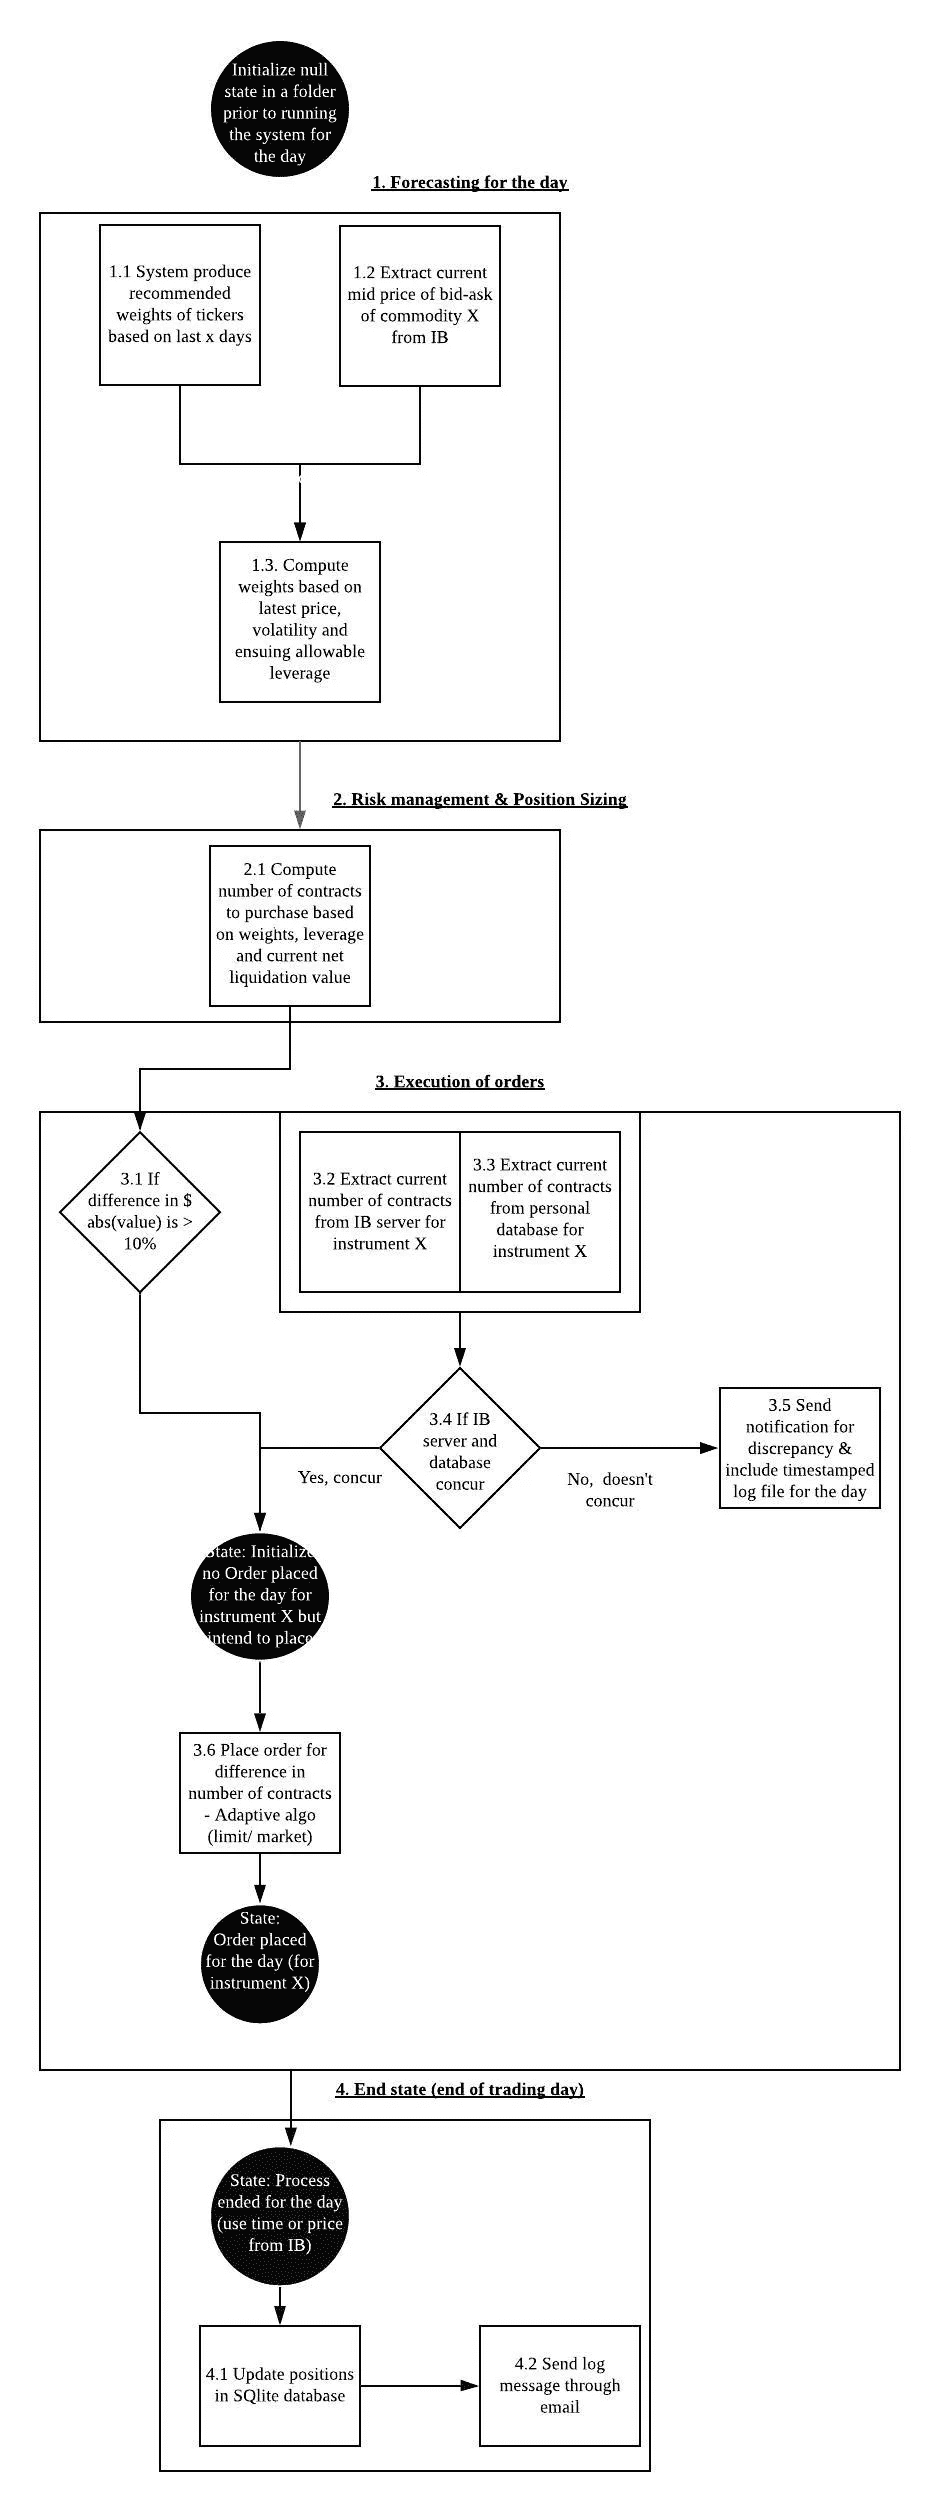 Initialize null
state in a folder
prior to running
the system for
the day
1. Forecasting for the day
1.1 System produce
recommended
weights of tickers
based on last x days
1.2 Extract current
mid price of bid-ask
of commodity X
from IB
1.3. Compute
weights based on
latest price,
volatility and
ensuing allowable
leverage
2. Risk management & Position Sizing
2.1 Compute
number of contracts
to purchase based
on weights, leverage
and current net
liquidation value
3. Execution of orders
3.1 If
difference in $
abs(value) is >
10%
3.2 Extract current
number of contracts
from IB server for
instrument X
3.3 Extract current
number of contracts
from personal
database for
instrument X
3.4 If IB
server and
database
concur
Yes, concur
No, doesn't
concur
3.5 Send
notification for
discrepancy &
include timestamped
log file for the day
State: Initialize
no Order placed
for the day for
instrument X but
intend to place
3.6 Place order for
difference in
number of contracts
- Adaptive algo
(limit/ market)
State:
Order placed
for the day (for
instrument X)
4. End state (end of trading day)
State: Process
ended for the day
(use time or price
from IB)
4.1 Update positions
in SQlite database
4.2 Send log
message through
email